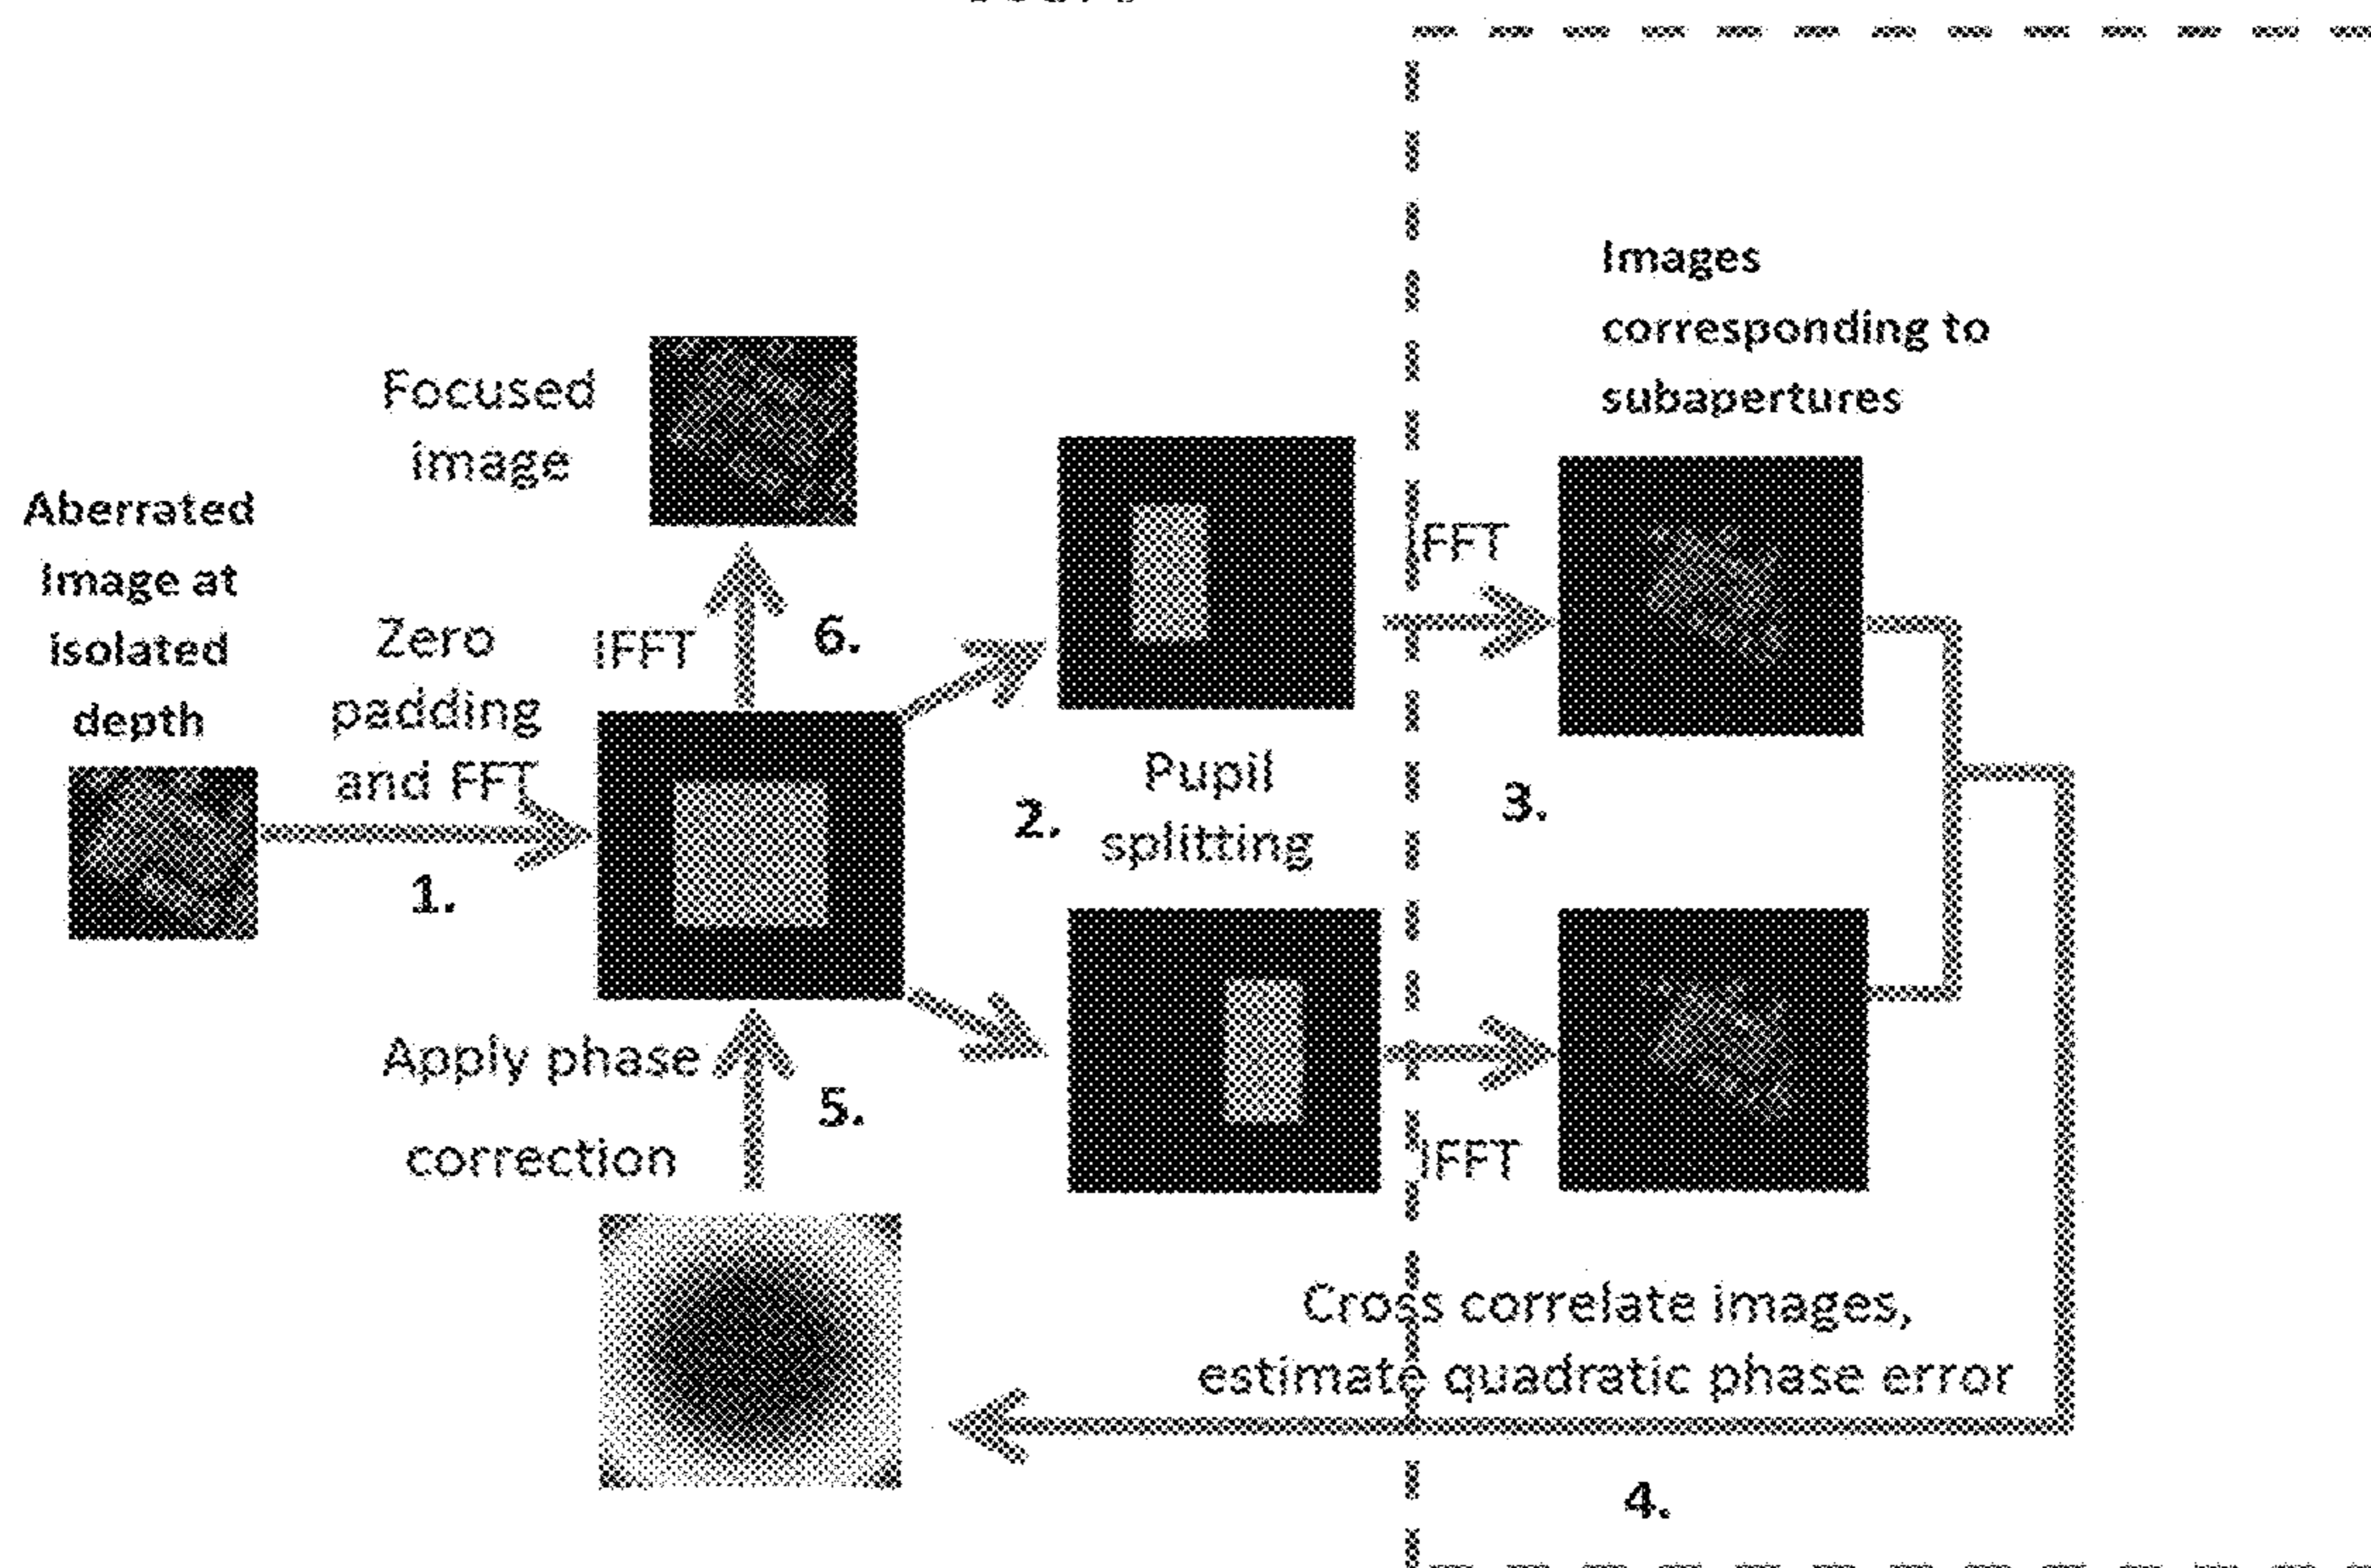 Images
corresponding to
subapertures
Focused
image
Aberrated
Image at
isolated
depth
Zero
padding
and FFT
1.
IFFT
6.
2.
Pupil
splitting
IFFT
3.
IFFT
Apply phase
correction
5.
Cross correlate images,
estimate quadratic phase error
4.